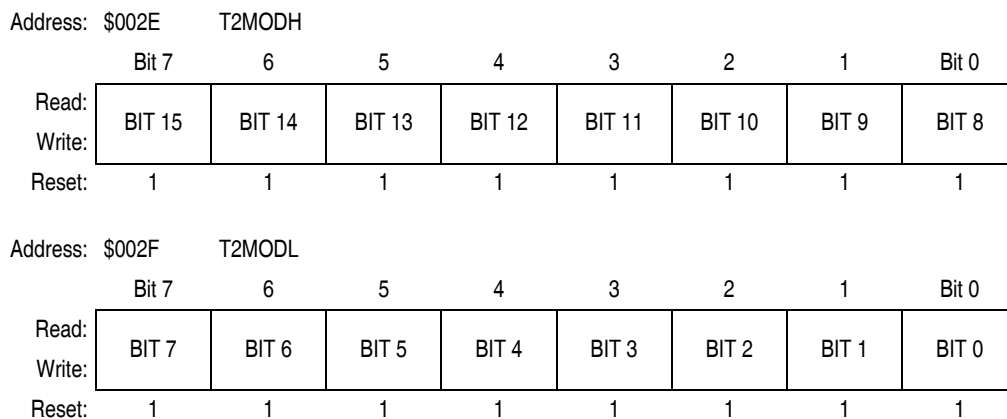 Address: $002E T2MODH
Bit 7 6 5 4 3 2 1 Bit 0
Read:
BIT 15 BIT 14 BIT 13 BIT 12 BIT 11 BIT 10 BIT 9 BIT 8
Write:
Reset: 1 1 1 1 1 1 1 1
Address: $002F T2MODL
Bit 7 6 5 4 3 2 1 Bit 0
Read:
BIT 7 BIT 6 BIT 5 BIT 4 BIT 3 BIT 2 BIT 1 BIT 0
Write:
Reset: 1 1 1 1 1 1 1 1